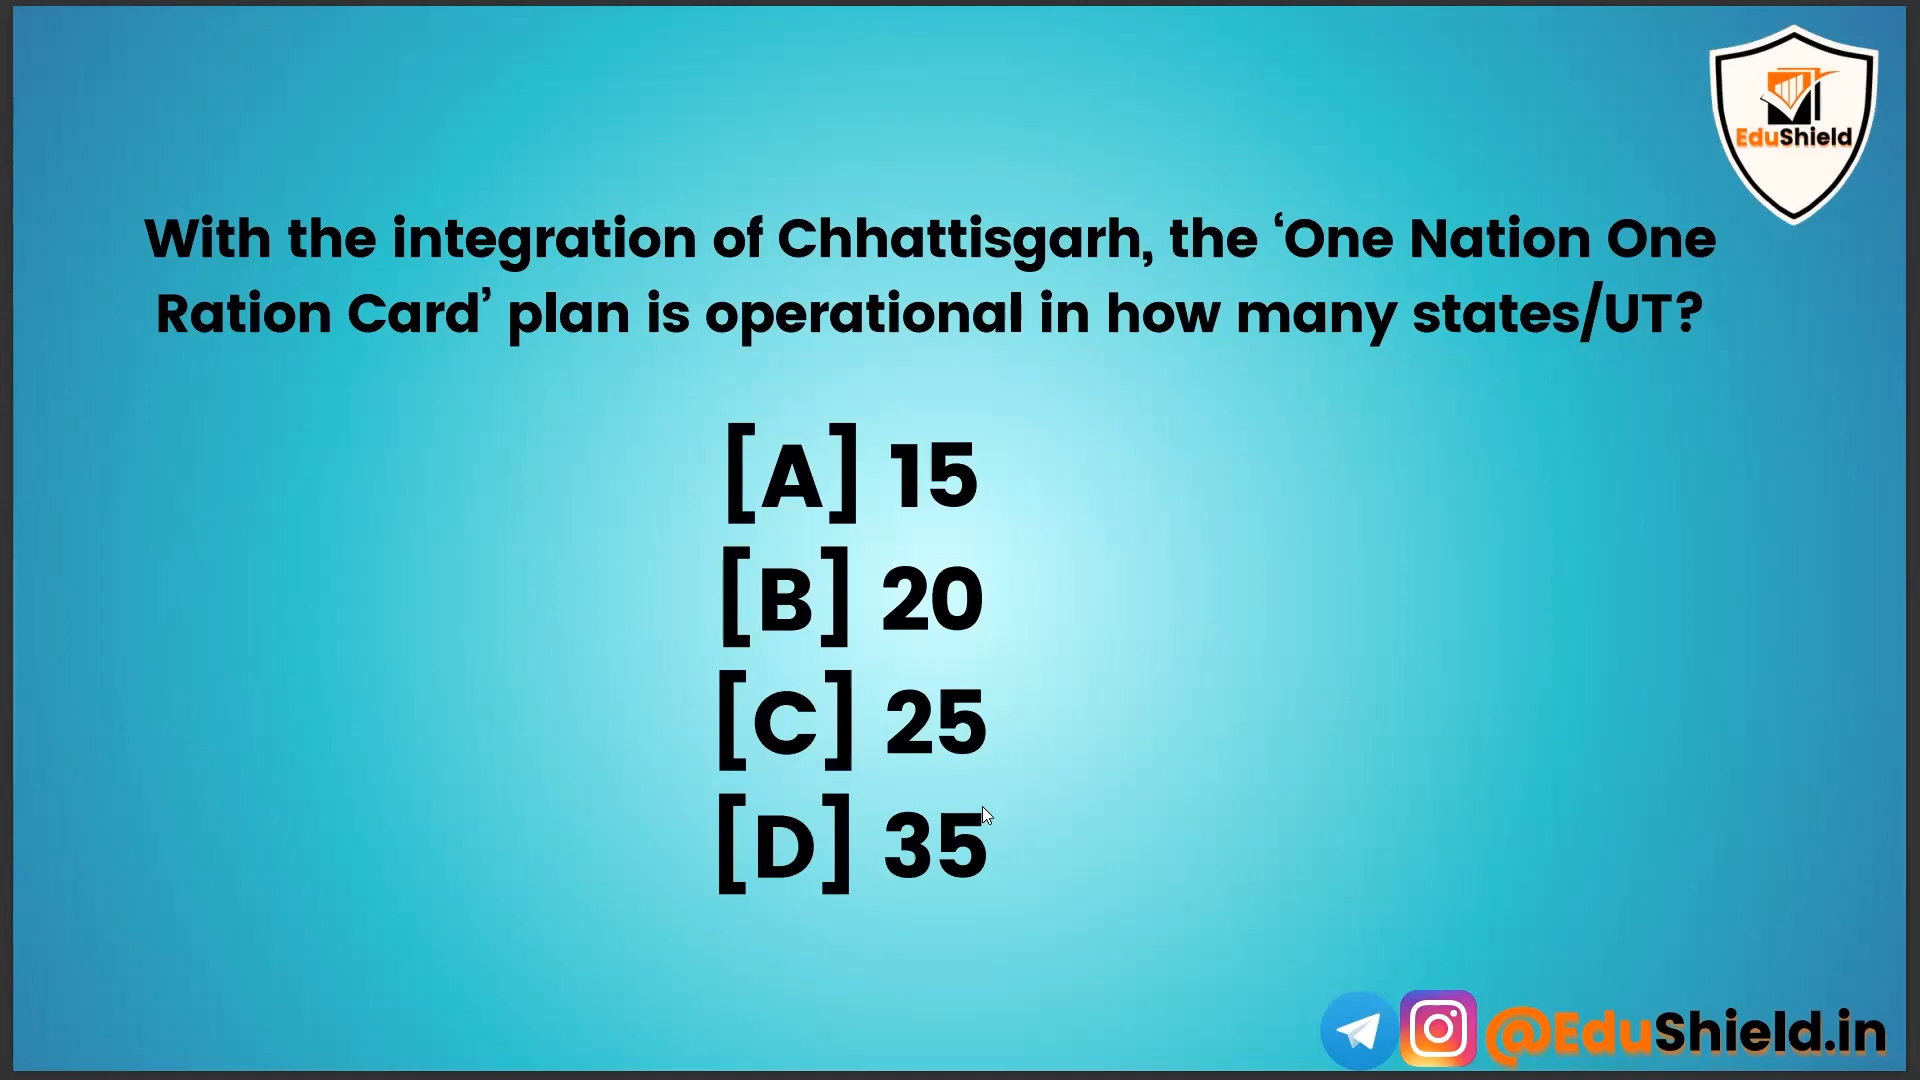 EduShield
With the integration of Chhattisgarh, the ‘One Nation One
Ration Card’ plan is operational in how many states/UT?
[A] 15
[B] 20
[C] 25
[D] 35
@EduShield.in